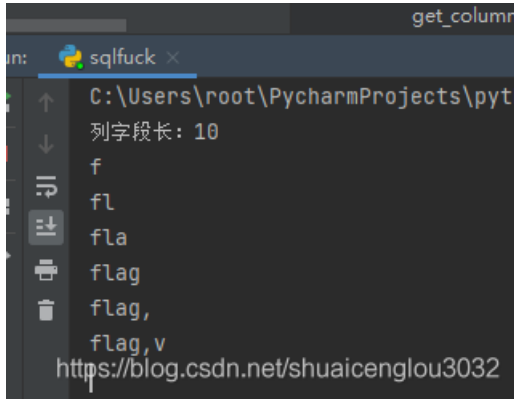 get_column
un:
sqlfuck
C:\Users\root\PycharmProjects\pyt
列字段长：10
f
fl
fla
flag
flag,
flag,v
https://blog.csdn.net/shuaicenglou3032